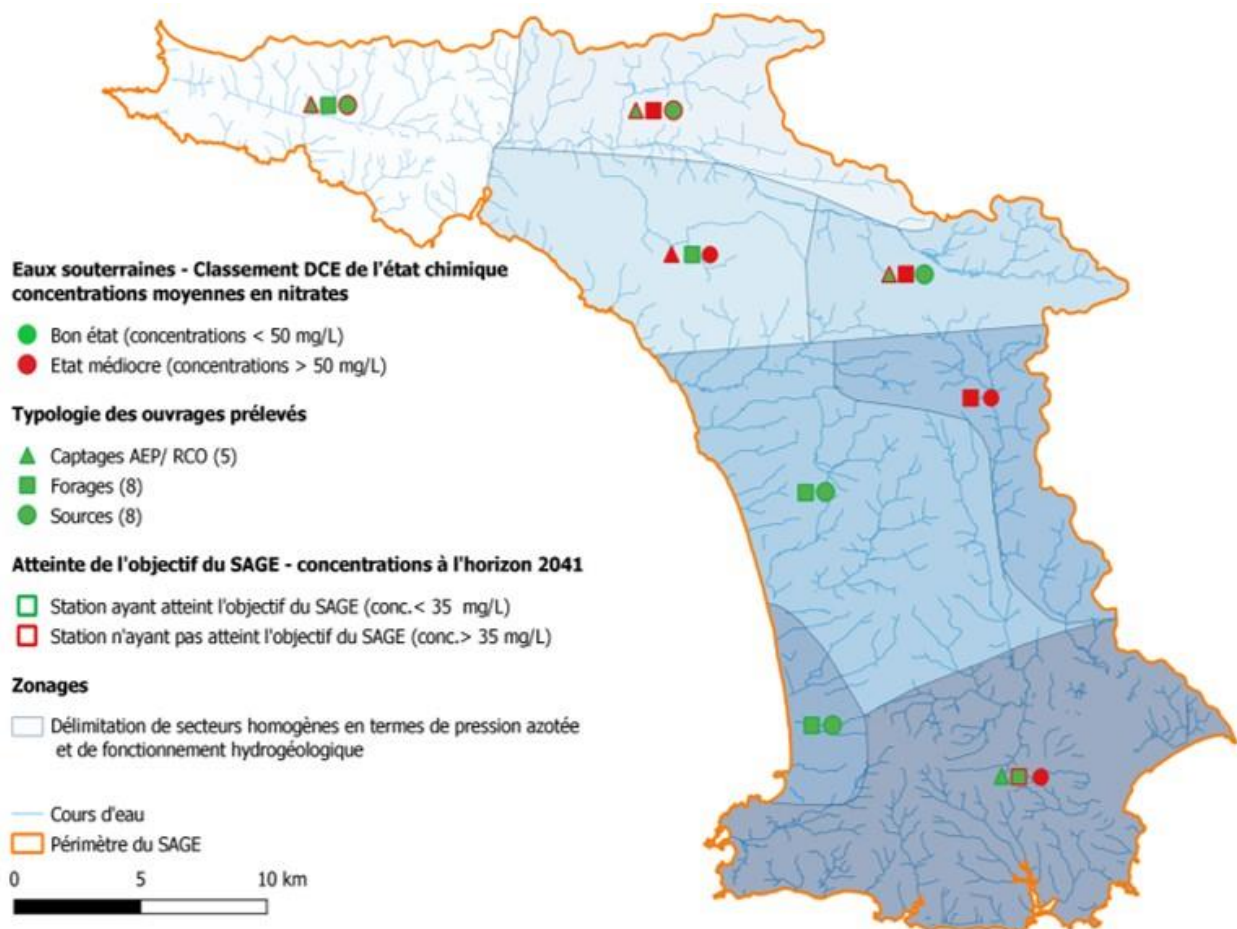 Eaux souterraines - Classement DCE de l'état chimique
concentrations moyennes en nitrates
Bon état (concentrations < 50 mg/L)
Etat médiocre (concentrations > 50 mg/L)
Typologie des ouvrages prélevés
Captages AEP/ RCO (5)
Forages (8)
Sources (8)
Atteinte de l'objectif du SAGE - concentrations à l'horizon 2041
Station ayant atteint l'objectif du SAGE (conc.< 35 mg/L)
Station n'ayant pas atteint l'objectif du SAGE (conc.> 35 mg/L)
Zonages
Délimitation de secteurs homogènes en termes de pression azotée
et de fonctionnement hydrogéologique
Cours d'eau
Périmètre du SAGE
0 5 10 km